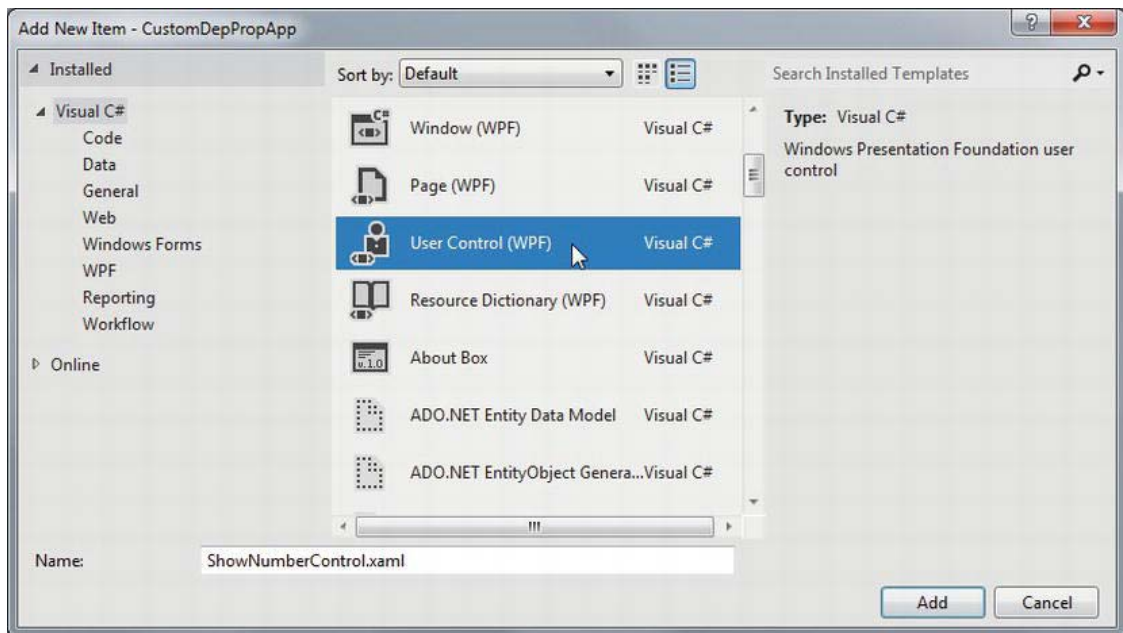 Add New Item - CustomDepPropApp
Installed
Sort by: Default
Search Installed Templates
Visual C#
Code
Data
General
Web
Windows Forms
WPF
Reporting
Workflow
Online
C#
Window (WPF) Visual C#
Page (WPF) Visual C#
User Control (WPF) Visual C#
Resource Dictionary (WPF) Visual C#
v.1.0
About Box Visual C#
ADO.NET Entity Data Model Visual C#
ADO.NET EntityObject Genera...Visual C#
Type: Visual C#
Windows Presentation Foundation user
control
Name: ShowNumberControl.xaml
Add Cancel